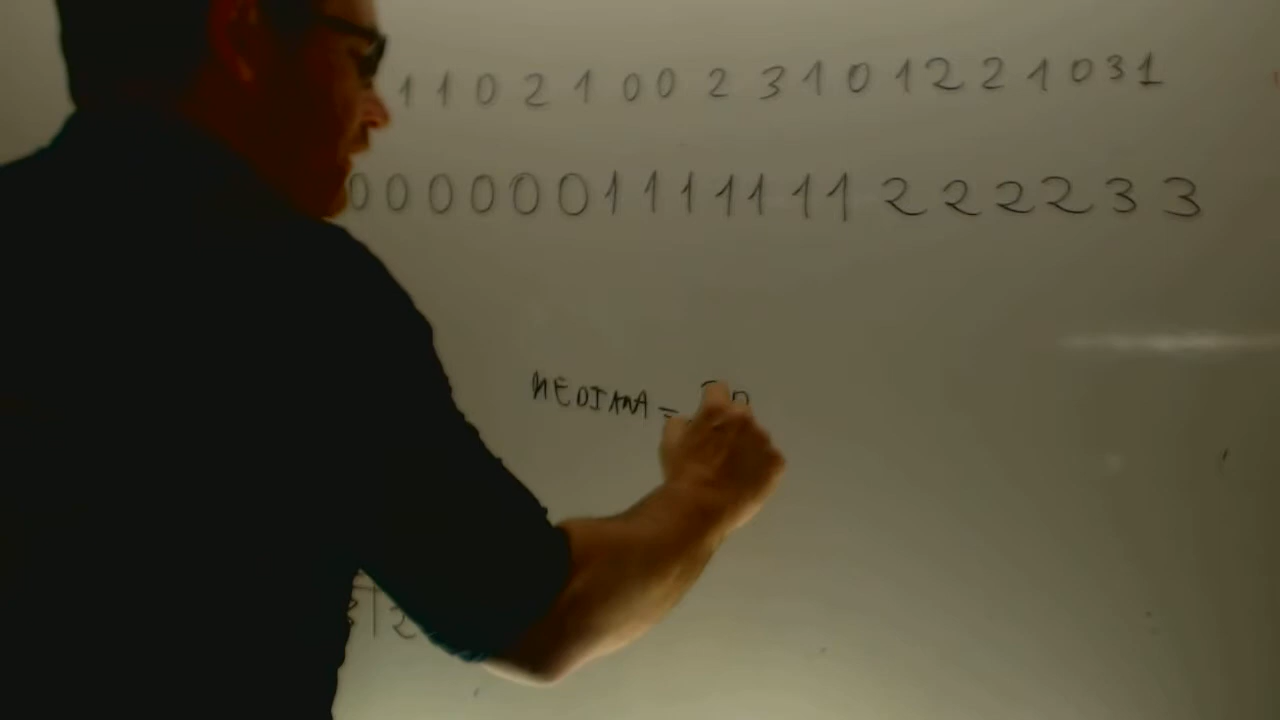 1 1 0 2 1 0 0 2 3 1 0 1 2 2 1 0 3 1
0 0 0 0 0 0 1 1 1 1 1 1 1 2 2 2 2 3 3
MEDIANA =
2